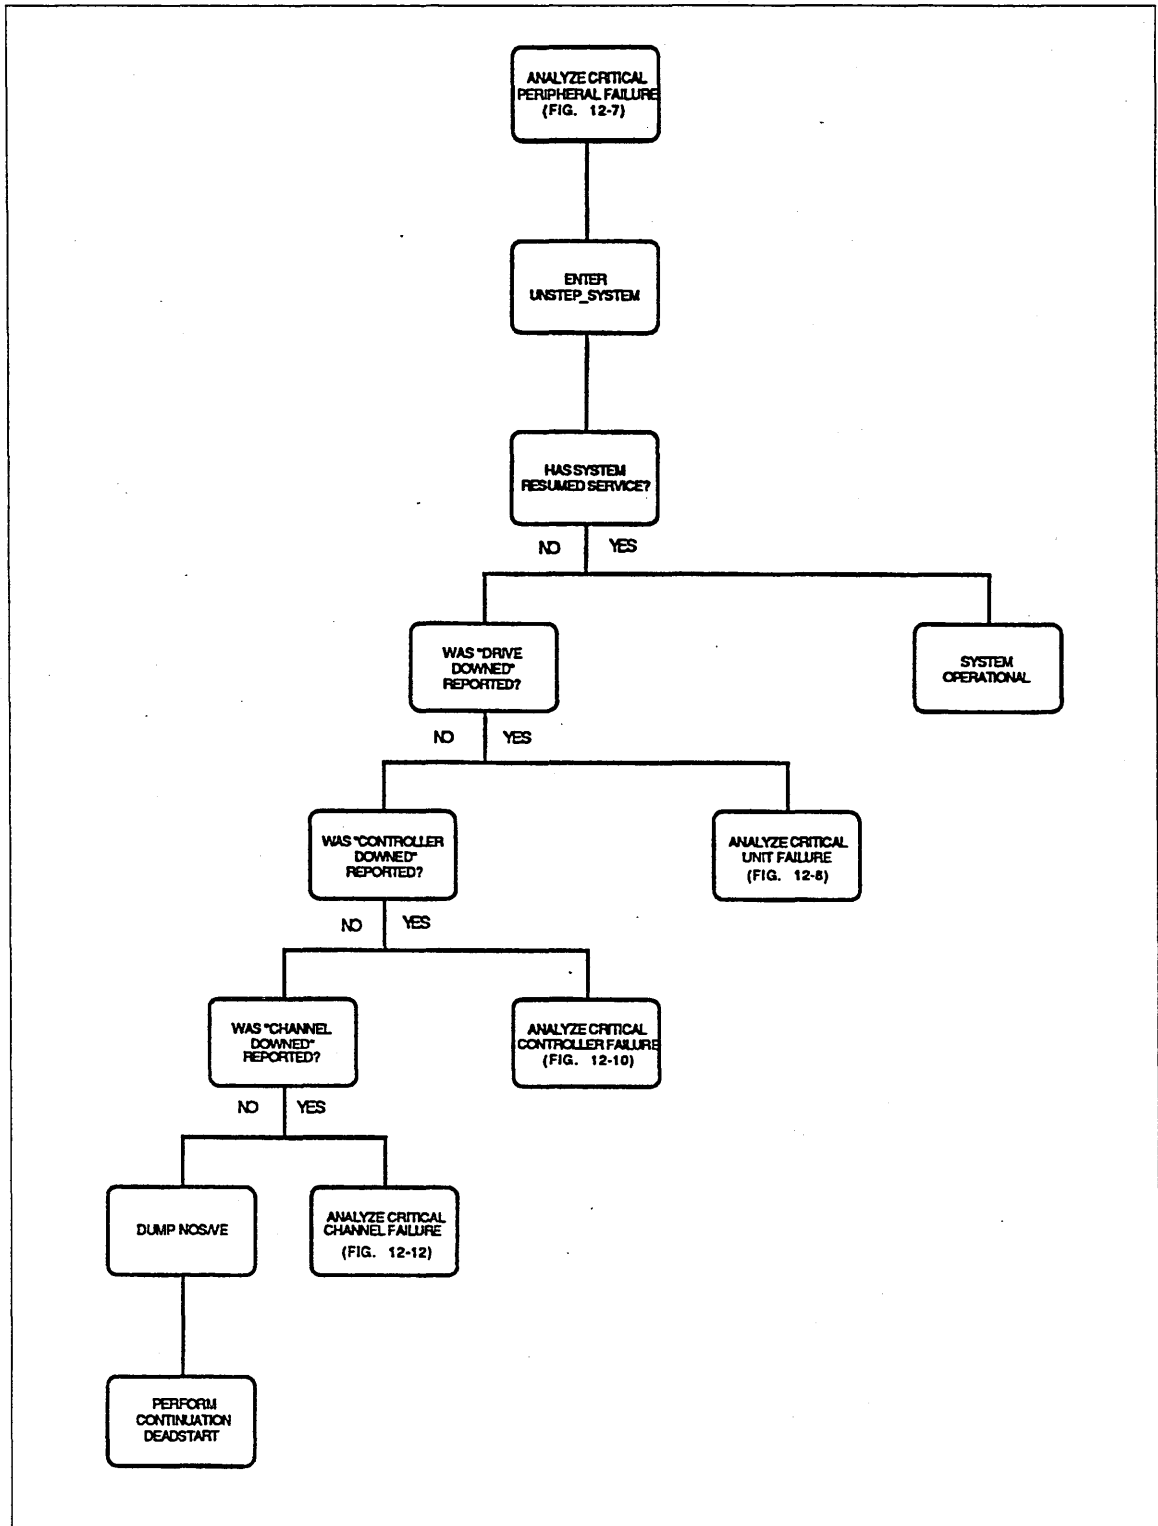 ANALYZE CRITICAL
PERIPHERAL FAILURE
(FIG. 12-7)
ENTER
UNSTEP_SYSTEM
HAS SYSTEM
RESUMED SERVICE?
NO YES
WAS "DRIVE
DOWNED"
REPORTED?
SYSTEM
OPERATIONAL
NO YES
WAS "CONTROLLER
DOWNED"
REPORTED?
ANALYZE CRITICAL
UNIT FAILURE
(FIG. 12-8)
NO YES
WAS "CHANNEL
DOWNED"
REPORTED?
ANALYZE CRITICAL
CONTROLLER FAILURE
(FIG. 12-10)
NO YES
DUMP NOS/VE
ANALYZE CRITICAL
CHANNEL FAILURE
(FIG. 12-12)
PERFORM
CONTINUATION
DEADSTART